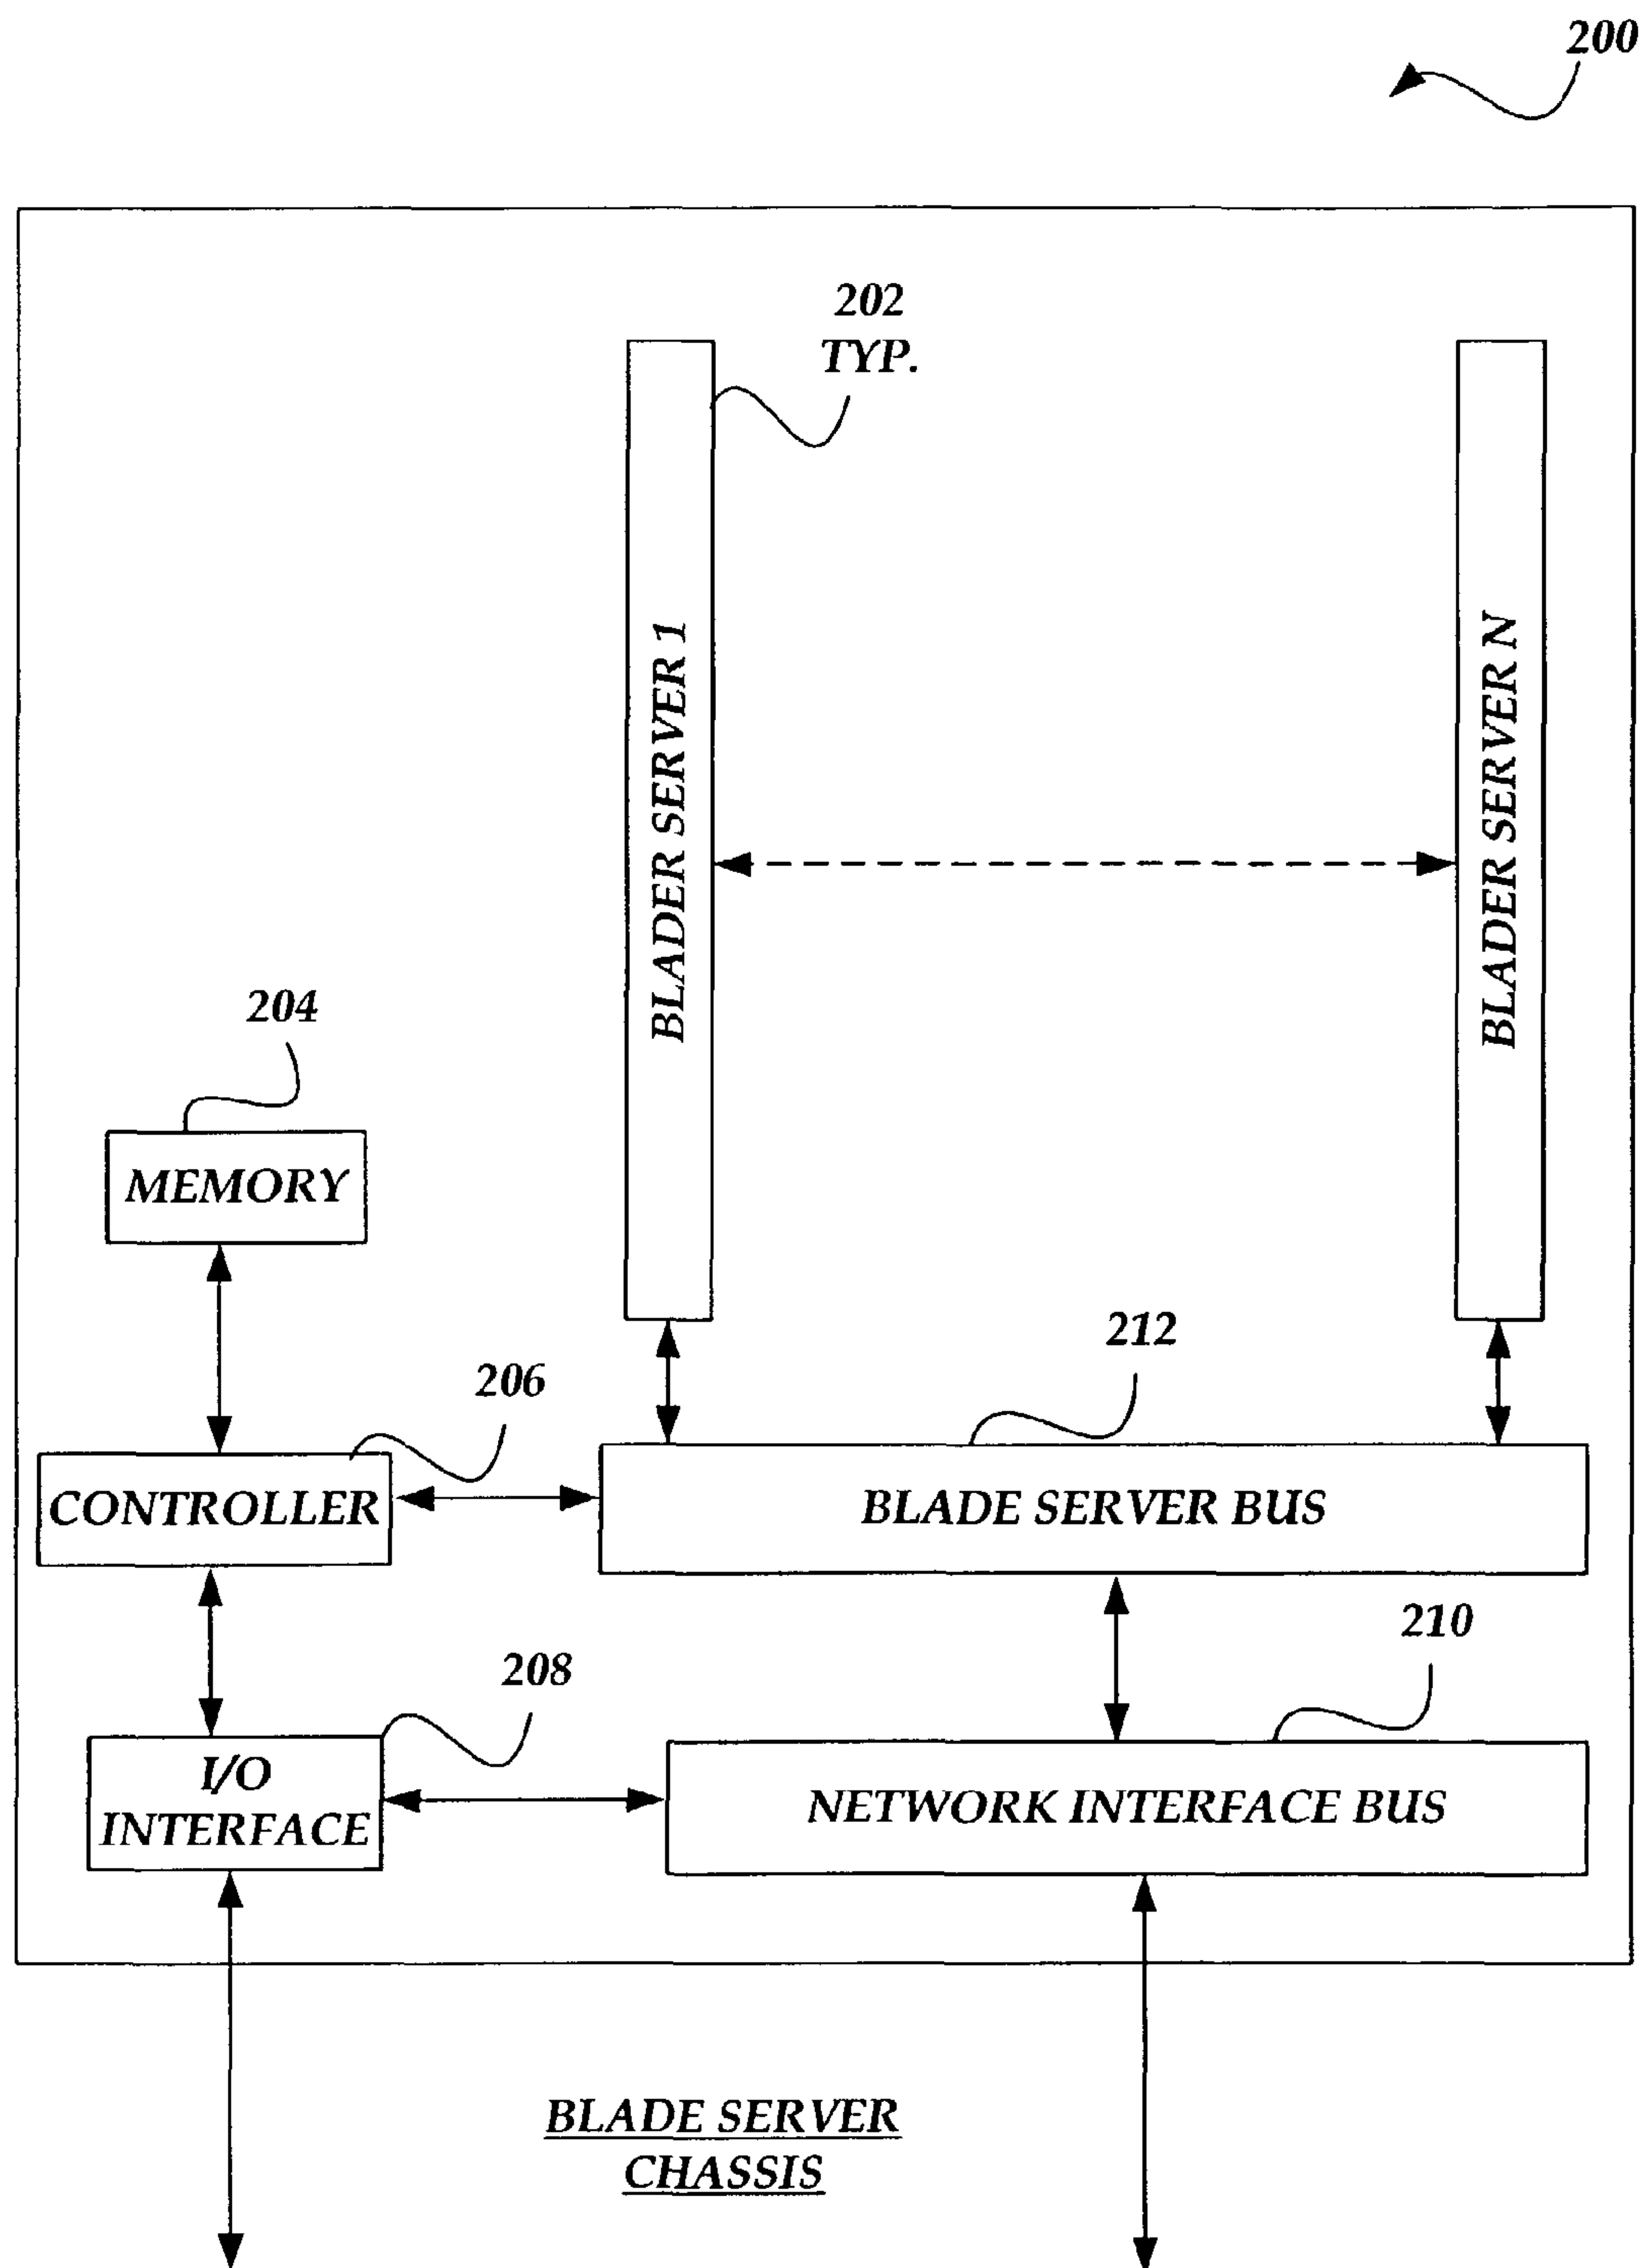 200
202
TYP.
BLADER SERVER 1
BLADER SERVER N
204
MEMORY
212
206
CONTROLLER
BLADE SERVER BUS
210
208
I/O
INTERFACE
NETWORK INTERFACE BUS
BLADE SERVER
CHASSIS